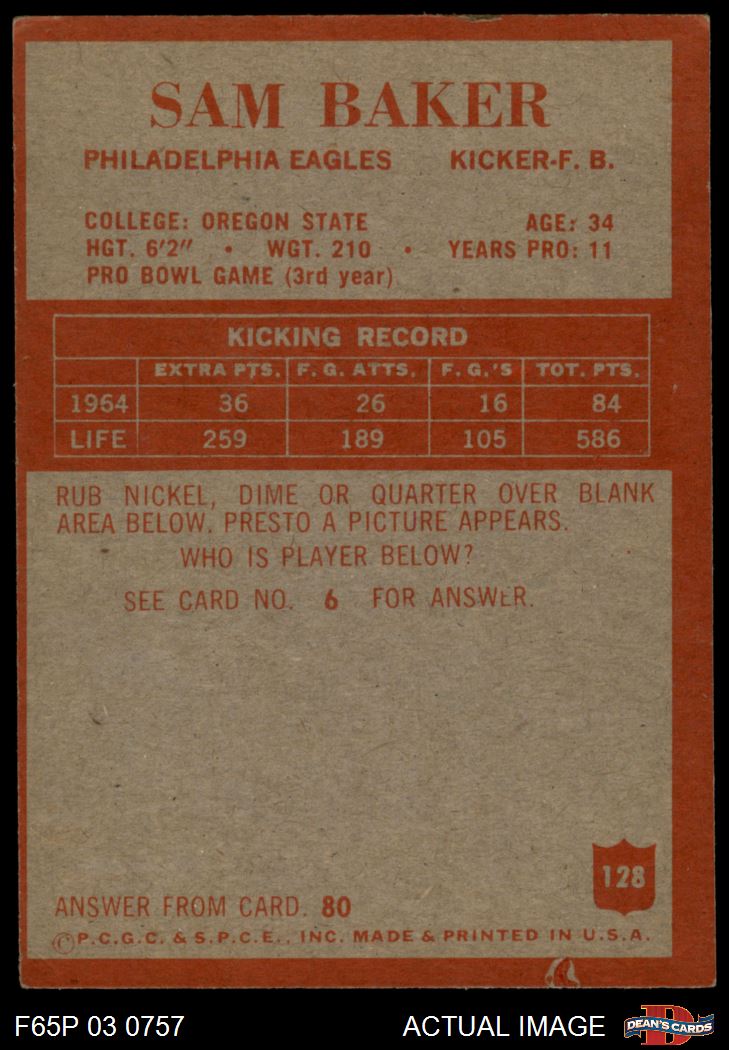 SAM BAKER
PHILADELPHIA EAGLES KICKER-F. B.
COLLEGE: OREGON STATE AGE: 34
HGT. 6'2" • WGT. 210 • YEARS PRO: 11
PRO BOWL GAME (3rd year)
KICKING RECORD
EXTRA PTS. F. G. ATTS. F. G.'S TOT. PTS.
1964 36 26 16 84
LIFE 259 189 105 586
RUB NICKEL, DIME OR QUARTER OVER BLANK
AREA BELOW. PRESTO A PICTURE APPEARS.
WHO IS PLAYER BELOW?
SEE CARD NO. 6 FOR ANSWER.
128
ANSWER FROM CARD. 80
©P.C.G.C. & S.P.C.E., INC. MADE & PRINTED IN U.S.A.
F65P 03 0757 ACTUAL IMAGE
D
DEAN'S CARDS